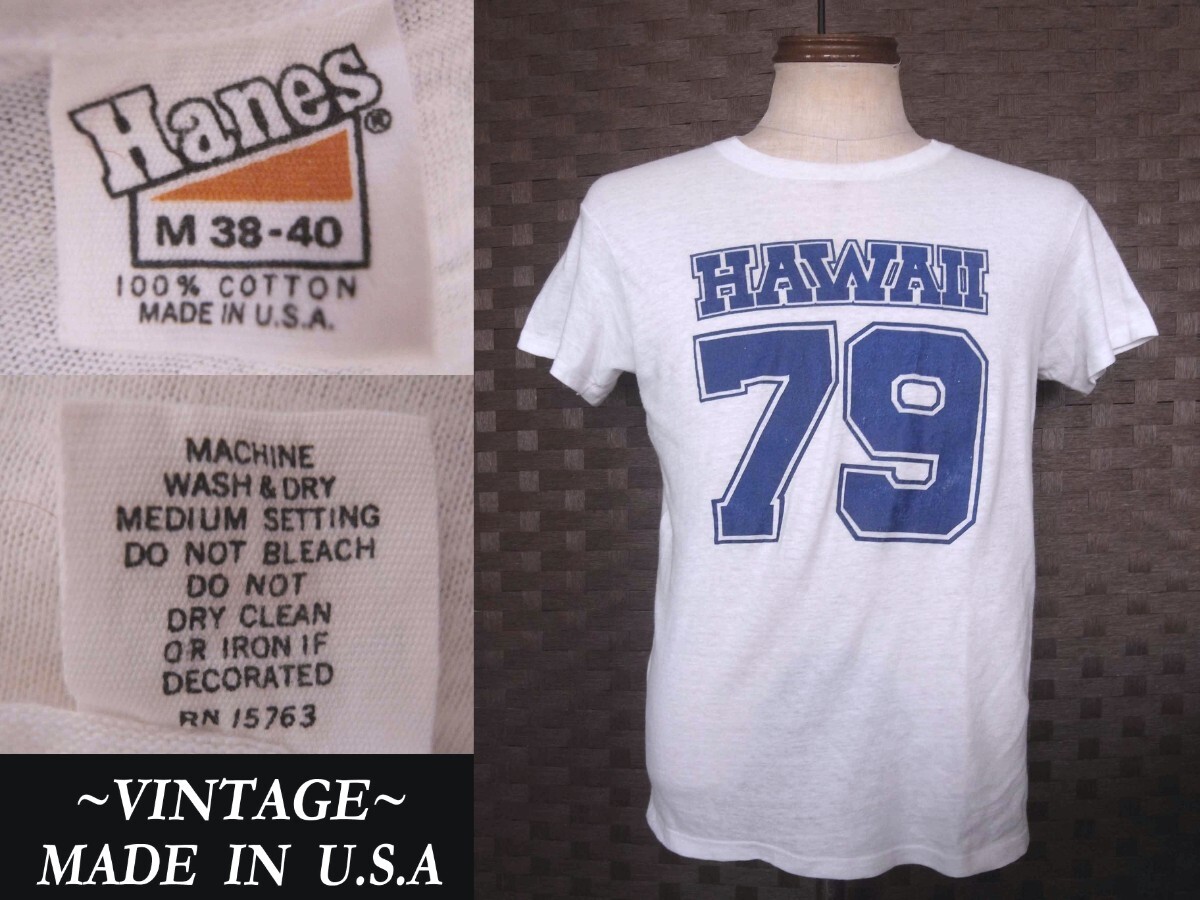 Hanes®
M 38-40
100% COTTON
MADE IN U.S.A.
MACHINE
WASH & DRY
MEDIUM SETTING
DO NOT BLEACH
DO NOT
DRY CLEAN
OR IRON IF
DECORATED
RN 15763
~VINTAGE~
MADE IN U.S.A
HAWAII
79